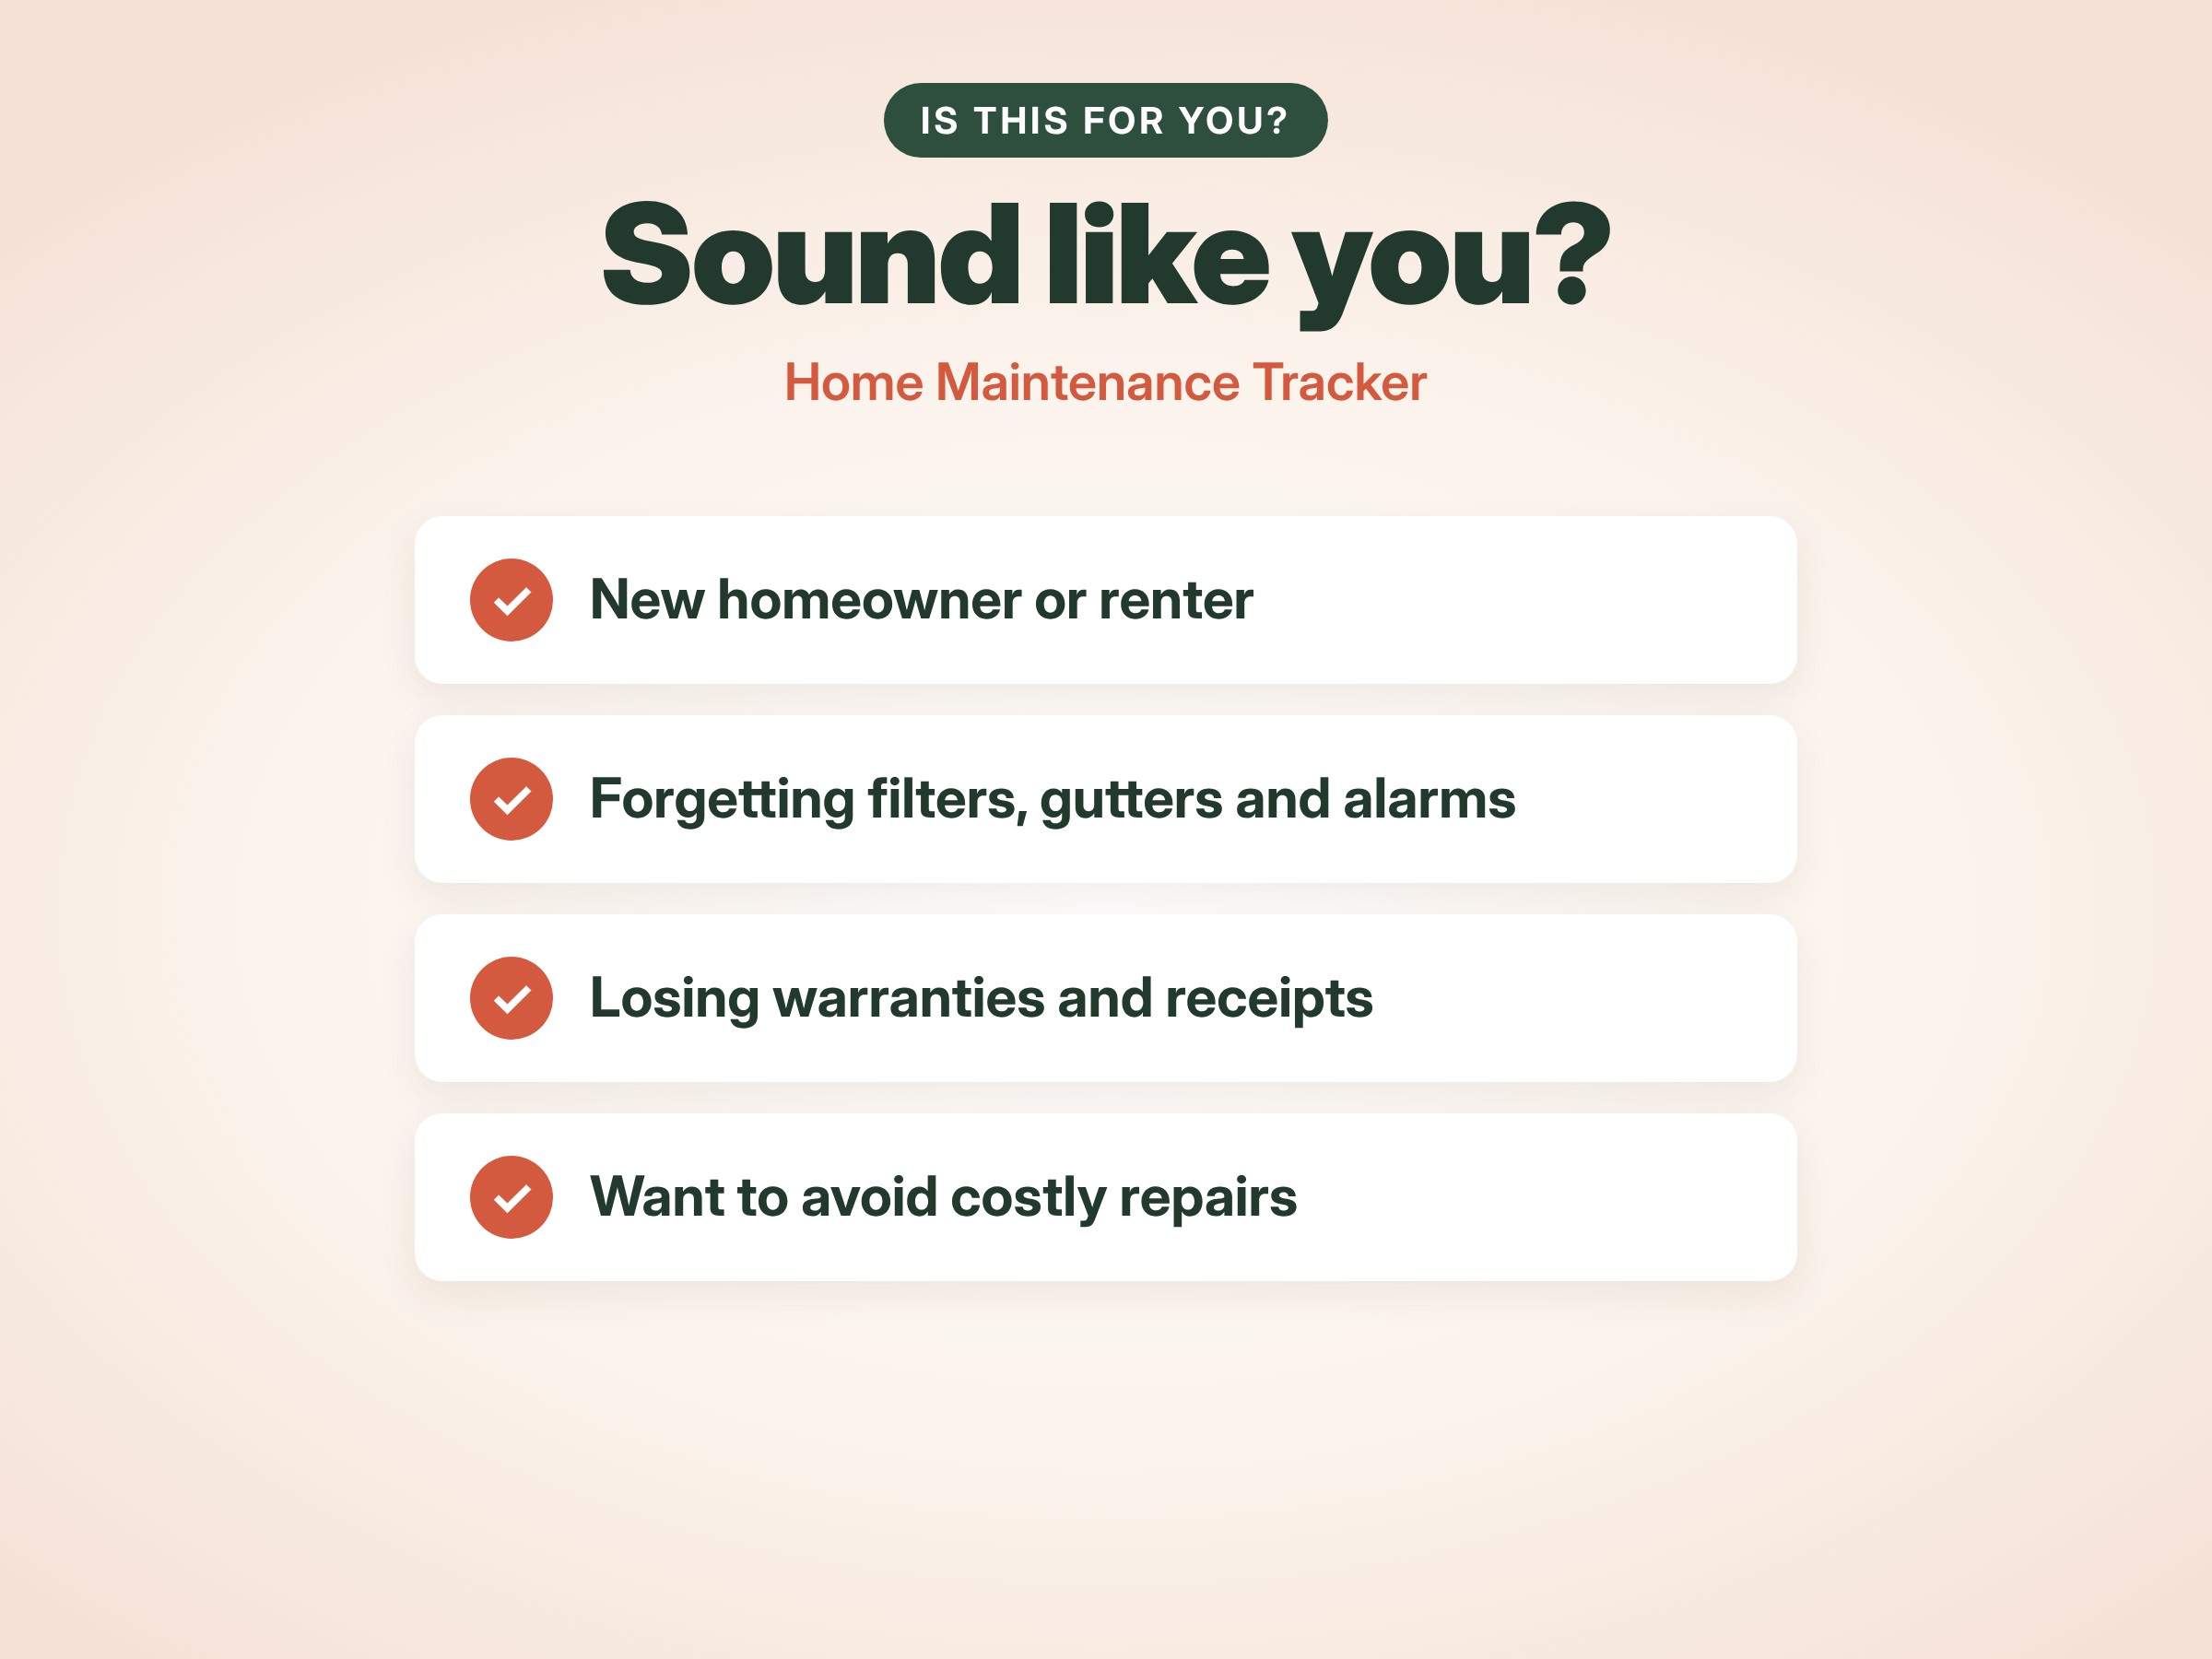 IS THIS FOR YOU?
Sound like you?
Home Maintenance Tracker
New homeowner or renter
Forgetting filters, gutters and alarms
Losing warranties and receipts
Want to avoid costly repairs